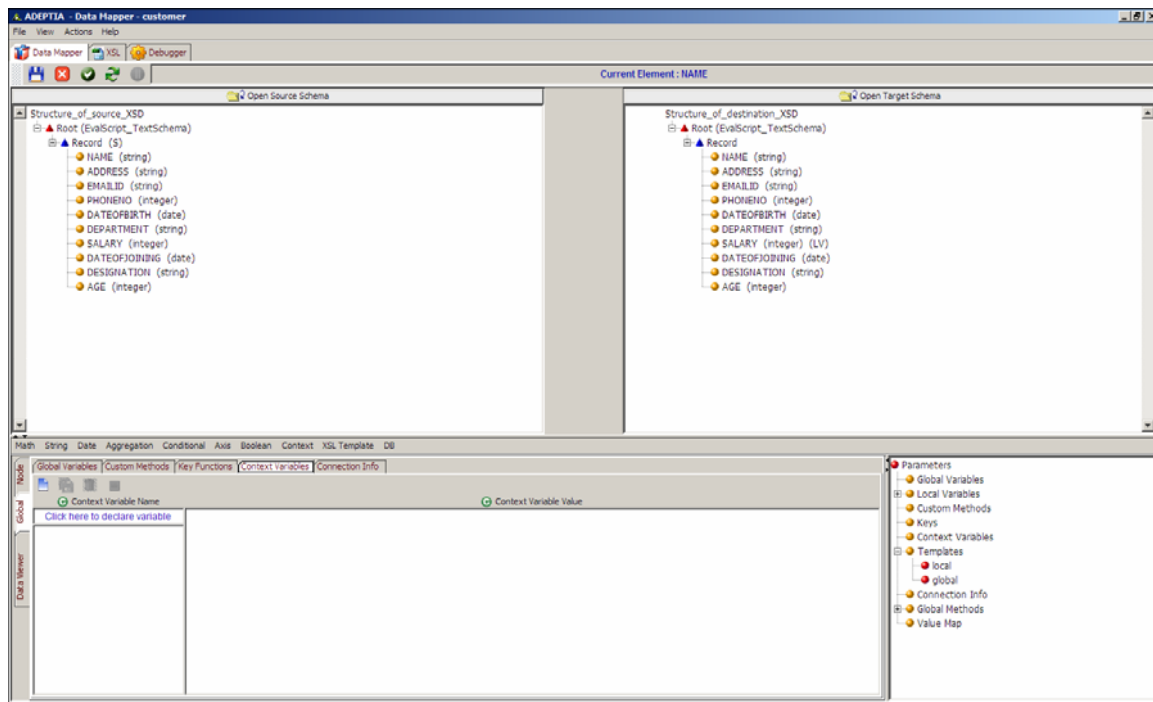 ADEPTIA - Data Mapper - customer
File View Actions Help
Data Mapper XSL Debugger
Current Element : NAME
Open Source Schema
Open Target Schema
Structure_of_source_XSD
Root (EvalScript_TextSchema)
Record ($)
NAME (string)
ADDRESS (string)
EMAILID (string)
PHONENO (integer)
DATEOFBIRTH (date)
DEPARTMENT (string)
SALARY (integer)
DATEOFJOINING (date)
DESIGNATION (string)
AGE (integer)
Structure_of_destination_XSD
Root (EvalScript_TextSchema)
Record
NAME (string)
ADDRESS (string)
EMAILID (string)
PHONENO (integer)
DATEOFBIRTH (date)
DEPARTMENT (string)
SALARY (integer) (LV)
DATEOFJOINING (date)
DESIGNATION (string)
AGE (integer)
Math String Date Aggregation Conditional Axis Boolean Context XSL Template DB
Node
Global
Data Viewer
Global Variables Custom Methods Key Functions Context Variables Connection Info
Context Variable Name
Context Variable Value
Click here to declare variable
Parameters
Global Variables
Local Variables
Custom Methods
Keys
Context Variables
Templates
local
global
Connection Info
Global Methods
Value Map